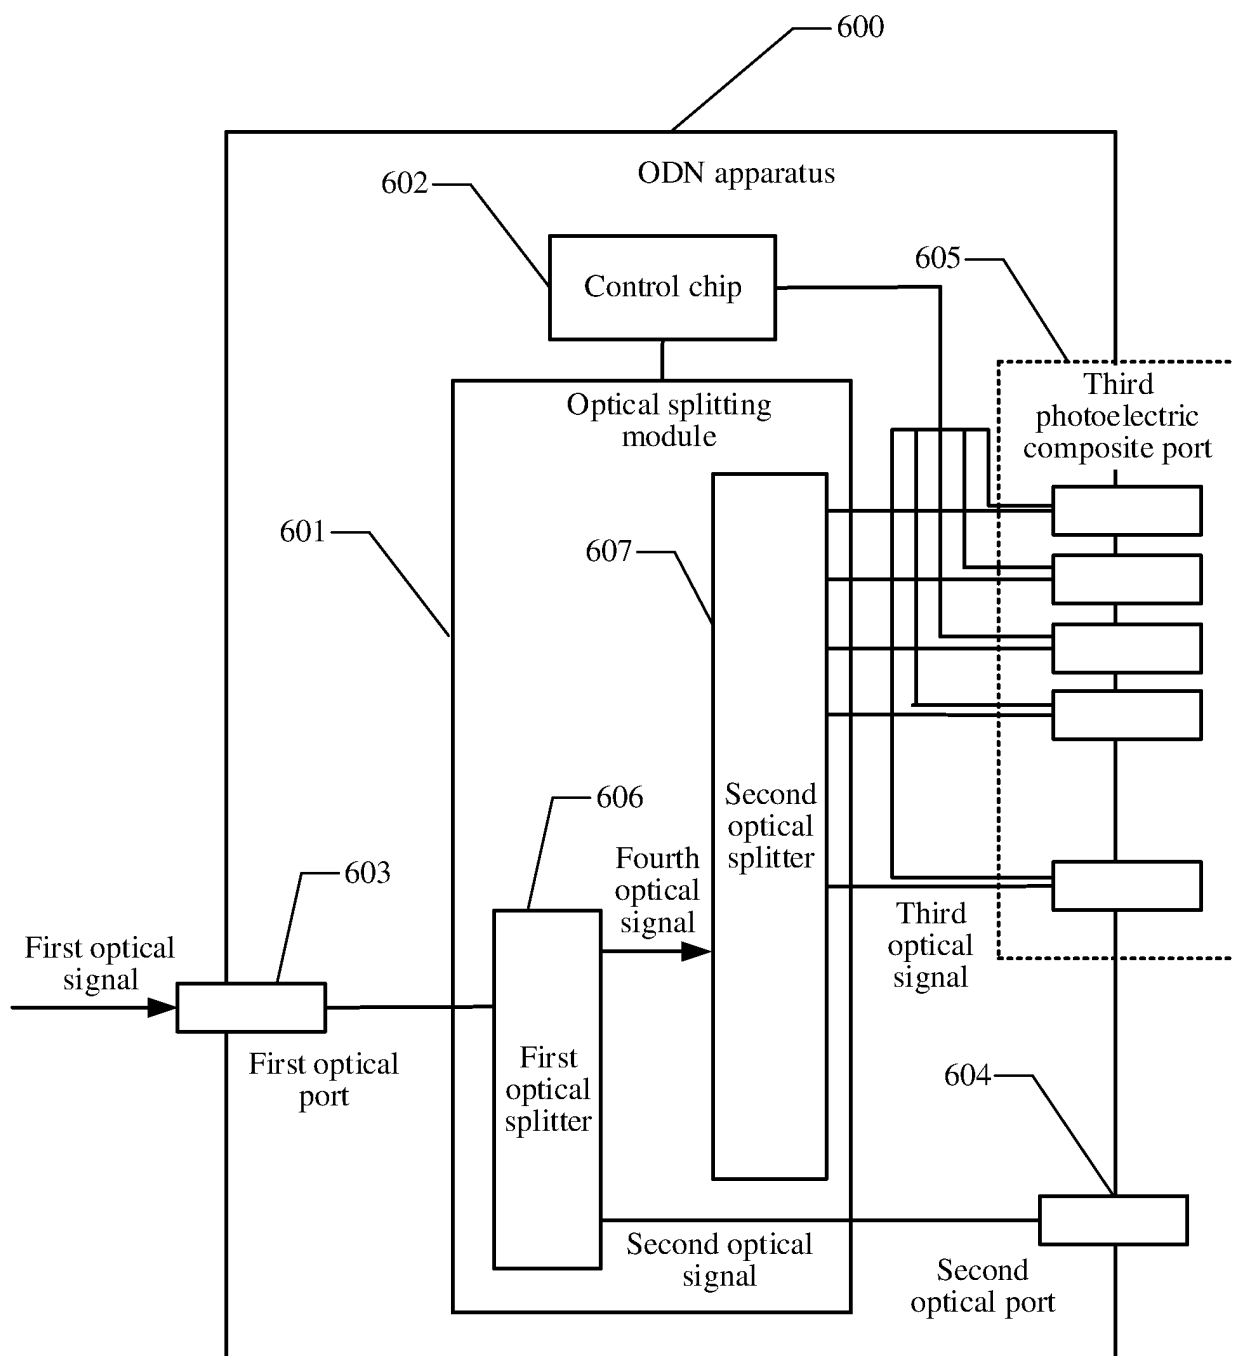 600
ODN apparatus
602
Control chip
605
Third
photoelectric
composite port
Optical splitting
module
601
607
606
Second
optical
splitter
Fourth
optical
signal
603
Third
optical
signal
First optical
signal
First optical
port
First
optical
splitter
604
Second optical
signal
Second
optical port